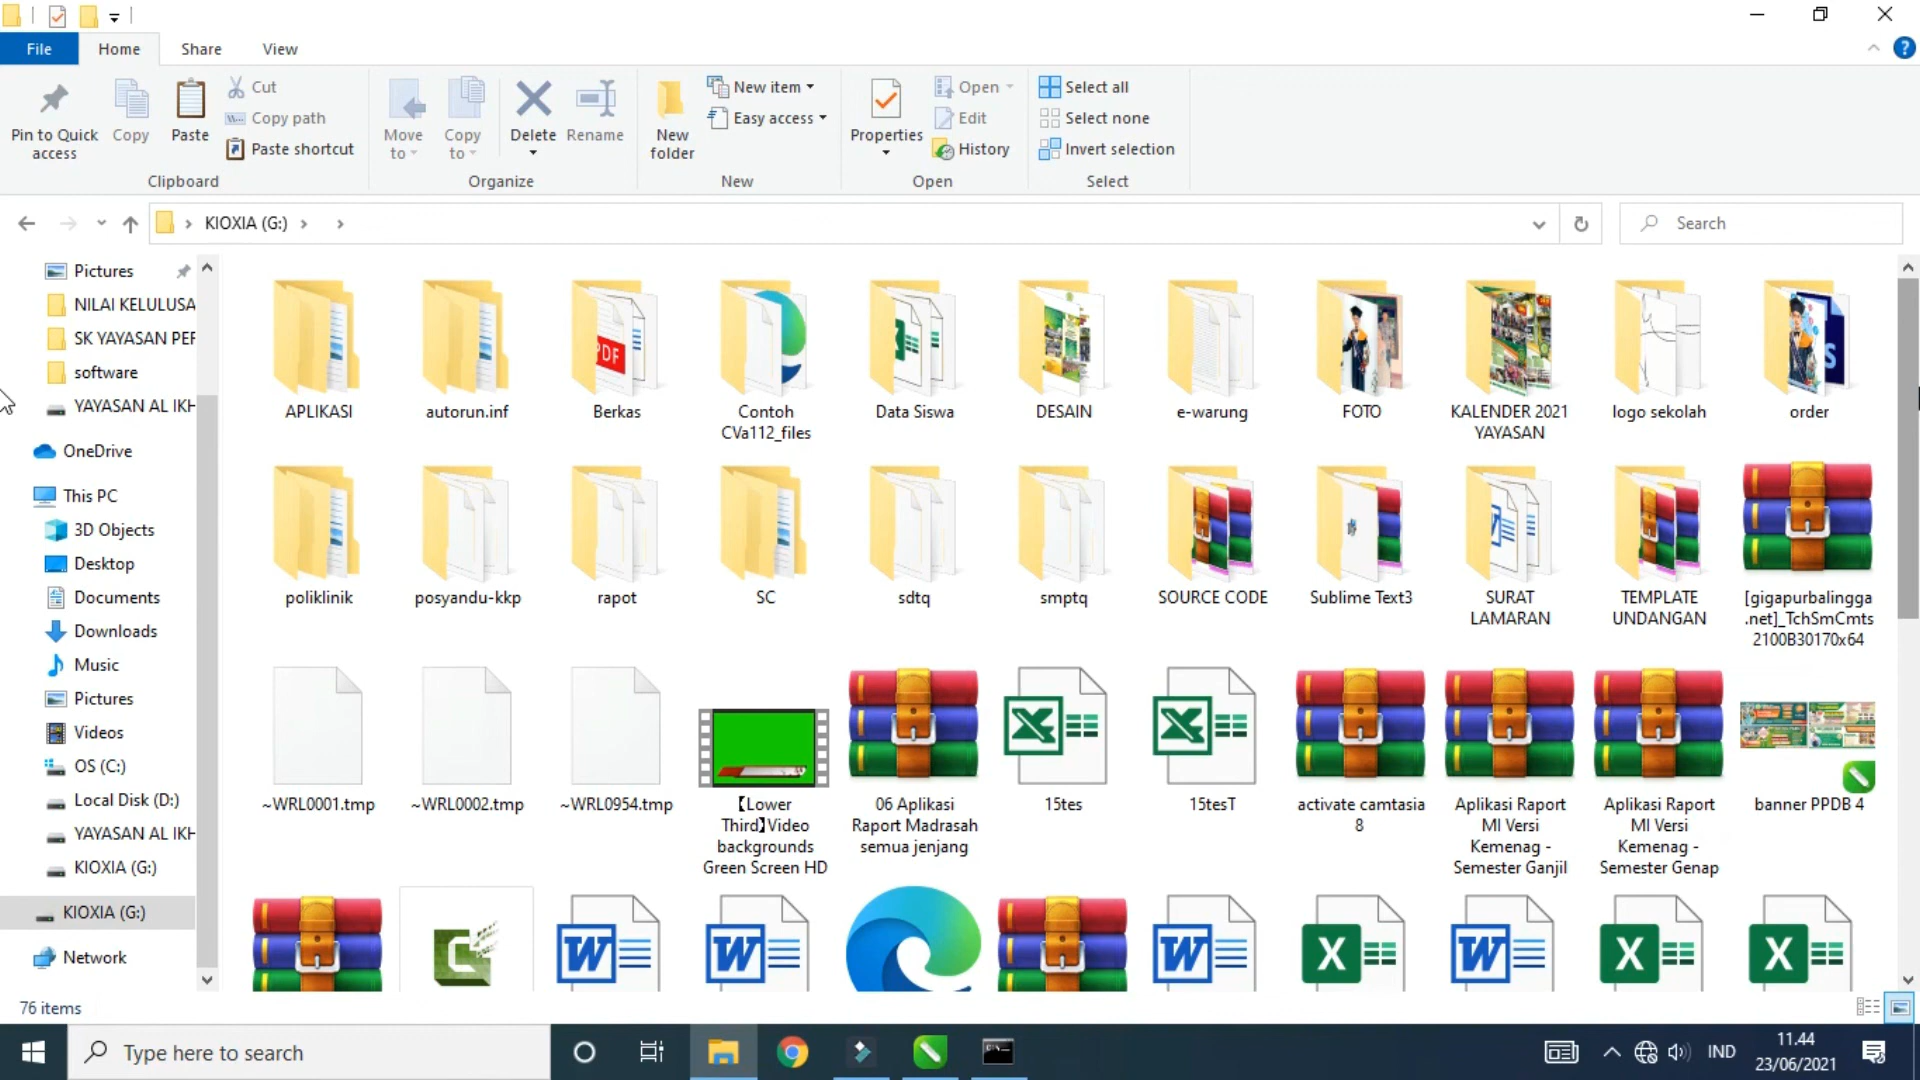 File Home Share View
Pin to Quick access
Copy
Paste
Cut
Copy path
Paste shortcut
Clipboard
Move to
Copy to
Delete
Rename
Organize
New folder
New item
Easy access
New
Properties
Open
Edit
History
Open
Select all
Select none
Invert selection
Select
KIOXIA (G:)
Search
Pictures
NILAI KELULUSA
SK YAYASAN PER
software
YAYASAN AL IKH
OneDrive
This PC
3D Objects
Desktop
Documents
Downloads
Music
Pictures
Videos
OS (C:)
Local Disk (D:)
YAYASAN AL IKH
KIOXIA (G:)
KIOXIA (G:)
Network
APLIKASI
autorun.inf
Berkas
Contoh
CVa112_files
Data Siswa
DESAIN
e-warung
FOTO
KALENDER 2021
YAYASAN
logo sekolah
order
poliklinik
posyandu-kkp
rapot
SC
sdtq
smptq
SOURCE CODE
Sublime Text3
SURAT
LAMARAN
TEMPLATE
UNDANGAN
[gigapurbalingga
.net]_TchSmCmts
2100B30170x64
~WRL0001.tmp
~WRL0002.tmp
~WRL0954.tmp
【Lower
Third】Video
backgrounds
Green Screen HD
06 Aplikasi
Raport Madrasah
semua jenjang
15tes
15tesT
activate camtasia
8
Aplikasi Raport
MI Versi
Kemenag -
Semester Ganjil
Aplikasi Raport
MI Versi
Kemenag -
Semester Genap
banner PPDB 4
76 items
Type here to search
IND
11.44
23/06/2021